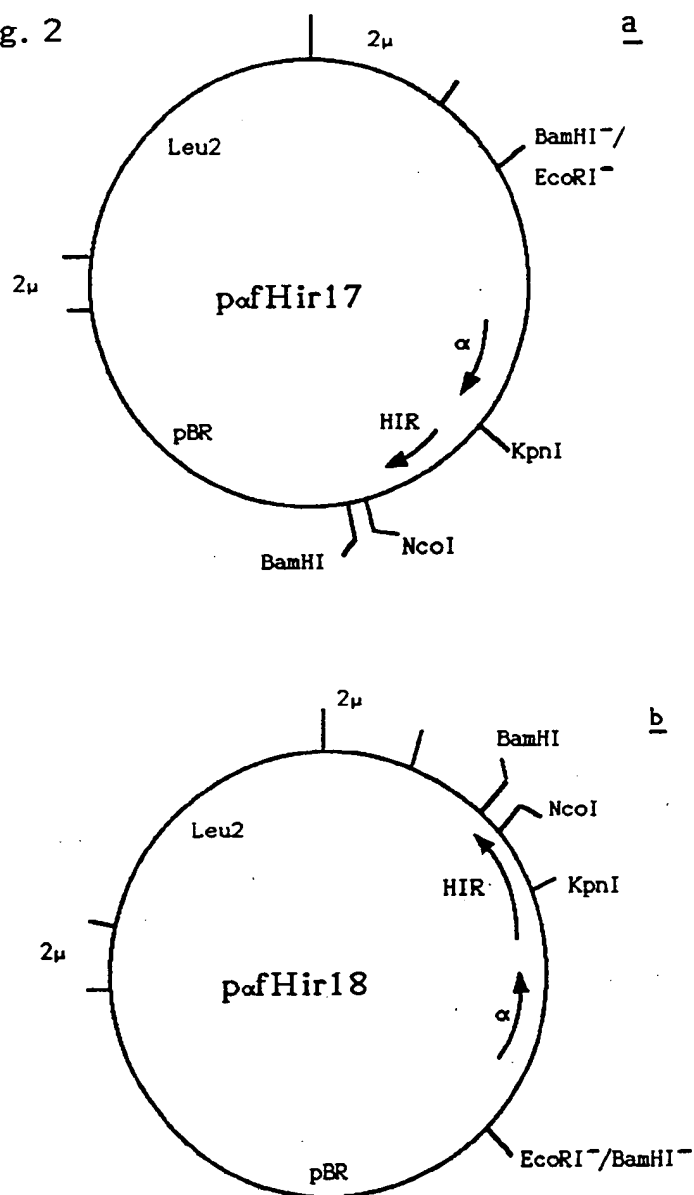 g. 2
a
2μ
Leu2
BamHI⁻/
EcoRI⁻
2μ
pαfHir17
α
HIR
pBR
KpnI
NcoI
BamHI
2μ
b
BamHI
Leu2
NcoI
HIR
KpnI
2μ
pαfHir18
α
EcoRI⁻/BamHI⁻
pBR